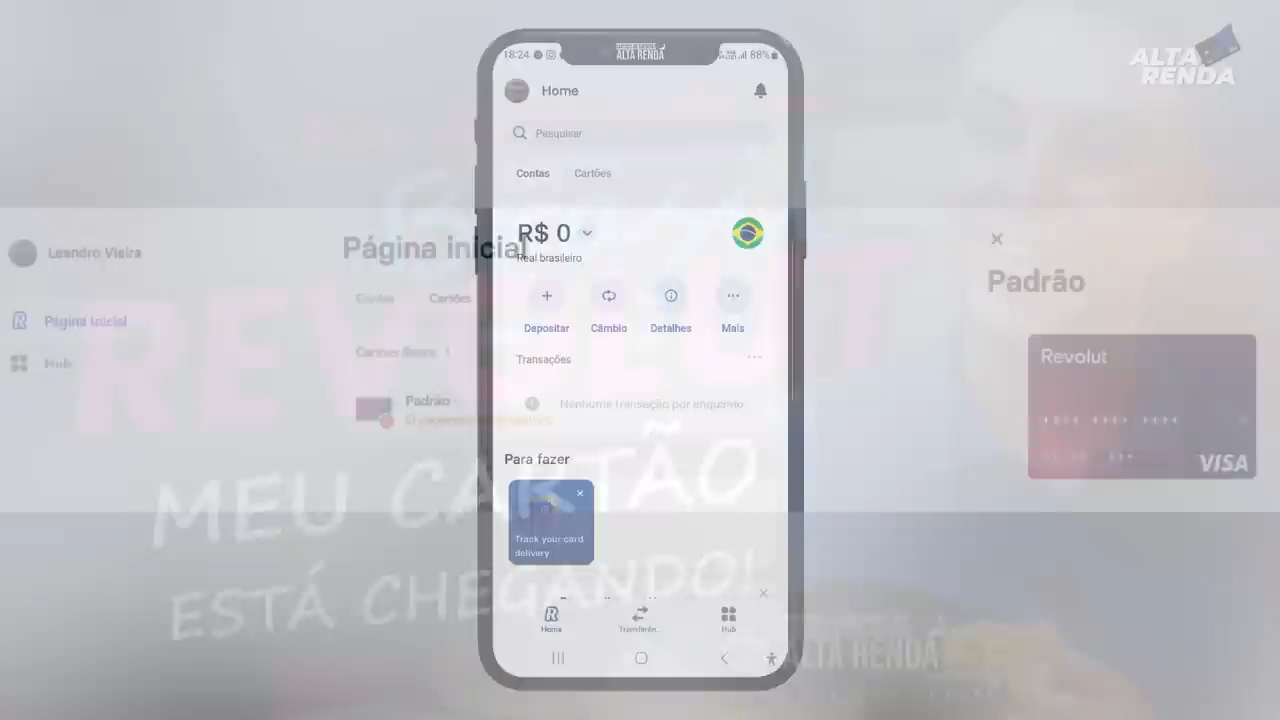 ALTA
RENDA
18:24
ALTA RENDA
88%
Home
Pesquisar
Contas
Cartões
R$ 0
Real brasileiro
Depositar
Câmbio
Detalhes
Mais
Transações
Nenhuma transação por enquanto
Para fazer
Track your card
delivery
Home
Transferên...
Hub
Leandro Vieira
Página inicial
Hub
Página inicial
Contas
Cartões
Padrão
Padrão
Revolut
VISA
REVOLUT
MEU CARTÃO
ESTÁ CHEGANDO!
ALTA RENDA